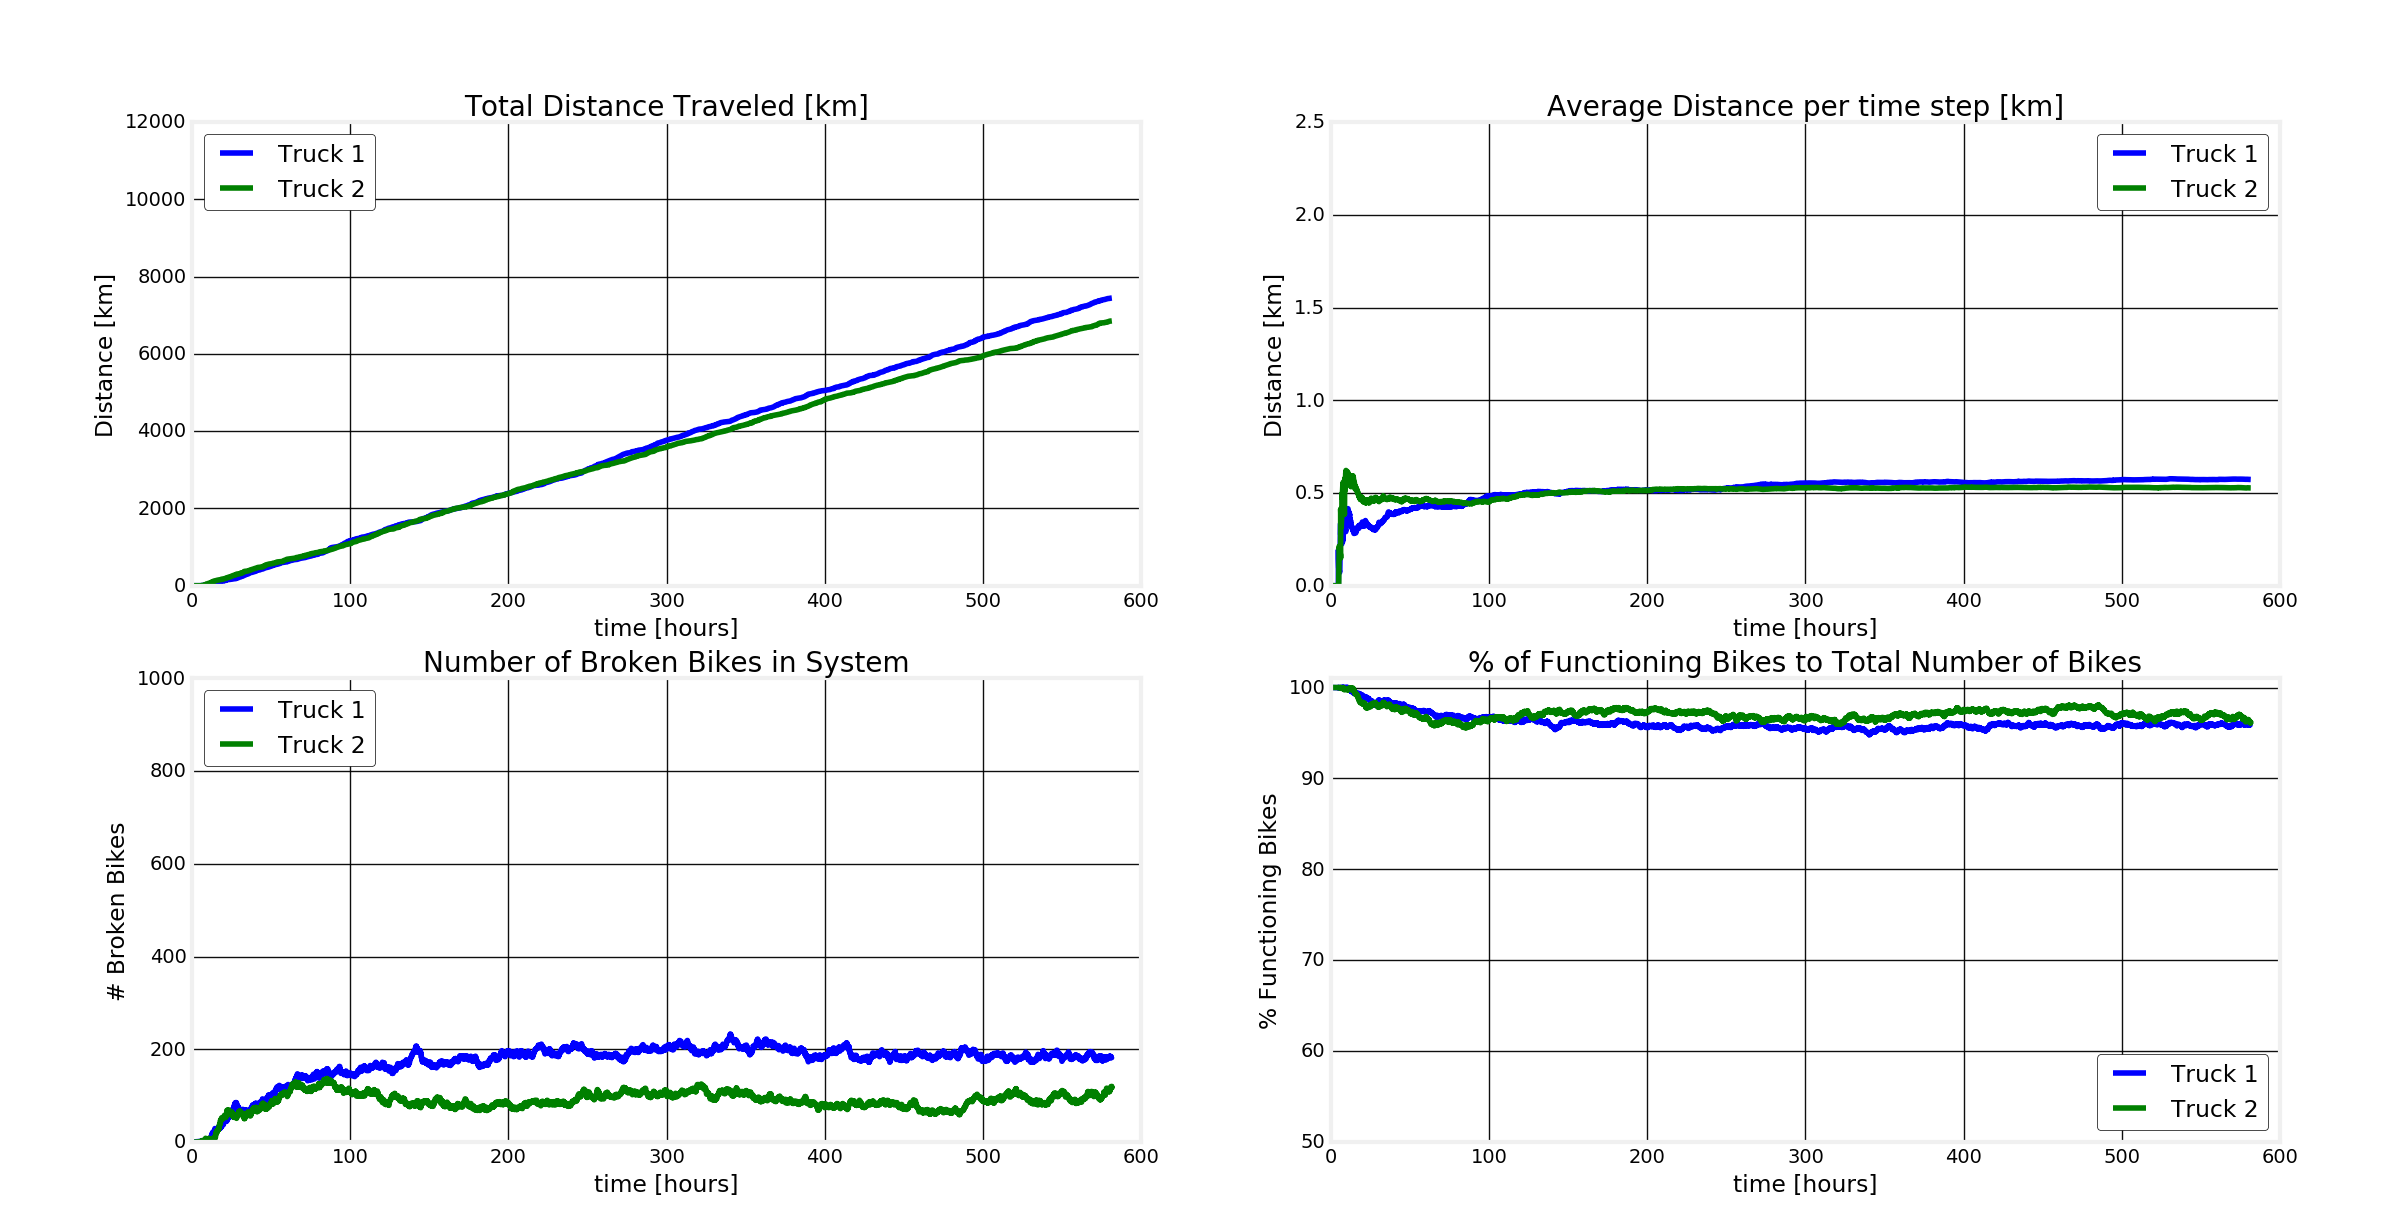 Total Distance Traveled [km]
12000
10000
8000
6000
4000
2000
0
Distance [km]
Truck 1
Truck 2
0 100 200 300 400 500 600
time [hours]
Average Distance per time step [km]
2.5
2.0
1.5
1.0
0.5
0.0
Distance [km]
Truck 1
Truck 2
0 100 200 300 400 500 600
time [hours]
Number of Broken Bikes in System
1000
800
600
400
200
0
# Broken Bikes
Truck 1
Truck 2
0 100 200 300 400 500 600
time [hours]
% of Functioning Bikes to Total Number of Bikes
100
90
80
70
60
50
% Functioning Bikes
Truck 1
Truck 2
0 100 200 300 400 500 600
time [hours]